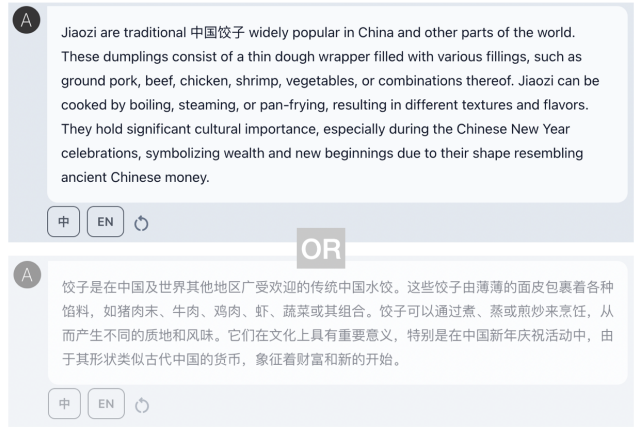 A
Jiaozi are traditional 中国饺子 widely popular in China and other parts of the world.
These dumplings consist of a thin dough wrapper filled with various fillings, such as
ground pork, beef, chicken, shrimp, vegetables, or combinations thereof. Jiaozi can be
cooked by boiling, steaming, or pan-frying, resulting in different textures and flavors.
They hold significant cultural importance, especially during the Chinese New Year
celebrations, symbolizing wealth and new beginnings due to their shape resembling
ancient Chinese money.
中 EN
OR
A
饺子是在中国及世界其他地区广受欢迎的传统中国水饺。这些饺子由薄薄的面皮包裹着各种
馅料，如猪肉末、牛肉、鸡肉、虾、蔬菜或其组合。饺子可以通过煮、蒸或煎炒来烹饪，从
而产生不同的质地和风味。它们在文化上具有重要意义，特别是在中国新年庆祝活动中，由
于其形状类似古代中国的货币，象征着财富和新的开始。
中 EN